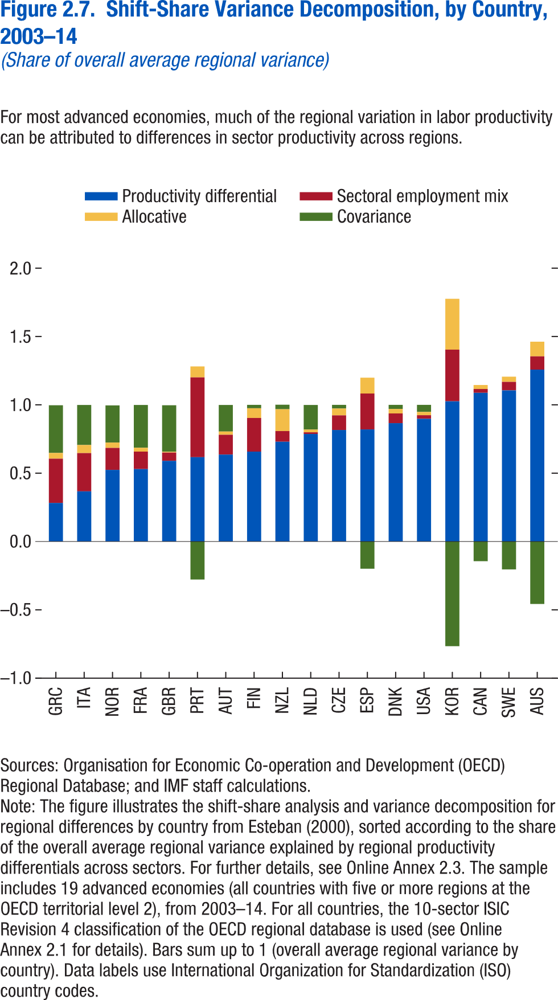 Figure 2.7.  Shift-Share Variance Decomposition, by Country,
2003–14
(Share of overall average regional variance)
For most advanced economies, much of the regional variation in labor productivity
can be attributed to differences in sector productivity across regions.
Productivity differential
Sectoral employment mix
Allocative
Covariance
2.0
1.5
1.0
0.5
0.0
–0.5
–1.0
GRC
ITA
NOR
FRA
GBR
PRT
AUT
FIN
NZL
NLD
CZE
ESP
DNK
USA
KOR
CAN
SWE
AUS
Sources: Organisation for Economic Co-operation and Development (OECD)
Regional Database; and IMF staff calculations.
Note: The figure illustrates the shift-share analysis and variance decomposition for
regional differences by country from Esteban (2000), sorted according to the share
of the overall average regional variance explained by regional productivity
differentials across sectors. For further details, see Online Annex 2.3. The sample
includes 19 advanced economies (all countries with five or more regions at the
OECD territorial level 2), from 2003–14. For all countries, the 10-sector ISIC
Revision 4 classification of the OECD regional database is used (see Online
Annex 2.1 for details). Bars sum up to 1 (overall average regional variance by
country). Data labels use International Organization for Standardization (ISO)
country codes.